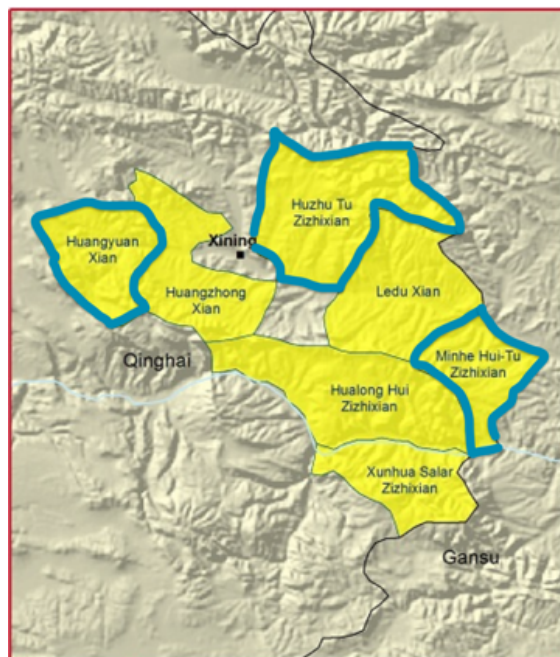 Huzhu Tu
Zizhixian
Huangyuan
Xian
Xining
Huangzhong
Xian
Ledu Xian
Qinghai
Minhe Hui-Tu
Zizhixian
Hualong Hui
Zizhixian
Xunhua Salar
Zizhixian
Gansu